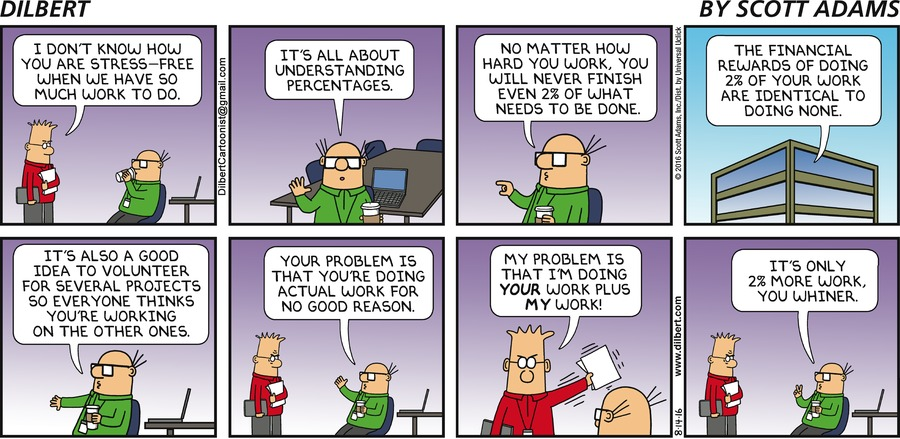 DILBERT
BY SCOTT ADAMS
I DON'T KNOW HOW
YOU ARE STRESS-FREE
WHEN WE HAVE SO
MUCH WORK TO DO.
DilbertCartoonist@gmail.com
IT'S ALL ABOUT
UNDERSTANDING
PERCENTAGES.
NO MATTER HOW
HARD YOU WORK, YOU
WILL NEVER FINISH
EVEN 2% OF WHAT
NEEDS TO BE DONE.
© 2016 Scott Adams, Inc./Dist. by Universal Uclick
THE FINANCIAL
REWARDS OF DOING
2% OF YOUR WORK
ARE IDENTICAL TO
DOING NONE.
IT'S ALSO A GOOD
IDEA TO VOLUNTEER
FOR SEVERAL PROJECTS
SO EVERYONE THINKS
YOU'RE WORKING
ON THE OTHER ONES.
YOUR PROBLEM IS
THAT YOU'RE DOING
ACTUAL WORK FOR
NO GOOD REASON.
MY PROBLEM IS
THAT I'M DOING
YOUR WORK PLUS
MY WORK!
8-14-16 www.dilbert.com
IT'S ONLY
2% MORE WORK,
YOU WHINER.